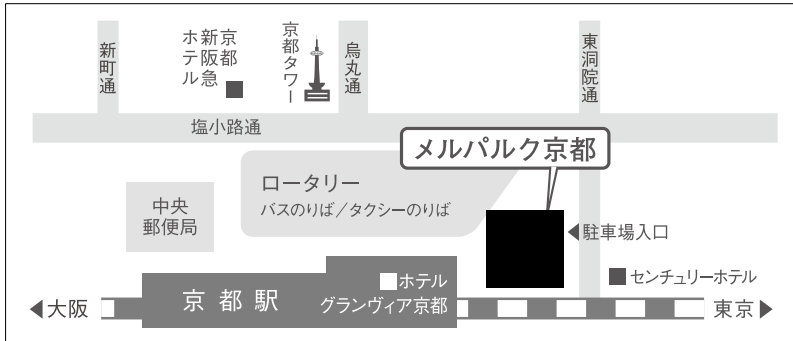 新町通
京都
新阪急
ホテル
京都タワー
烏丸通
東洞院通
塩小路通
メルパルク京都
ロータリー
バスのりば／タクシーのりば
中央
郵便局
◀駐車場入口
ホテル
グランヴィア京都
京都駅
センチュリーホテル
◀大阪
東京▶